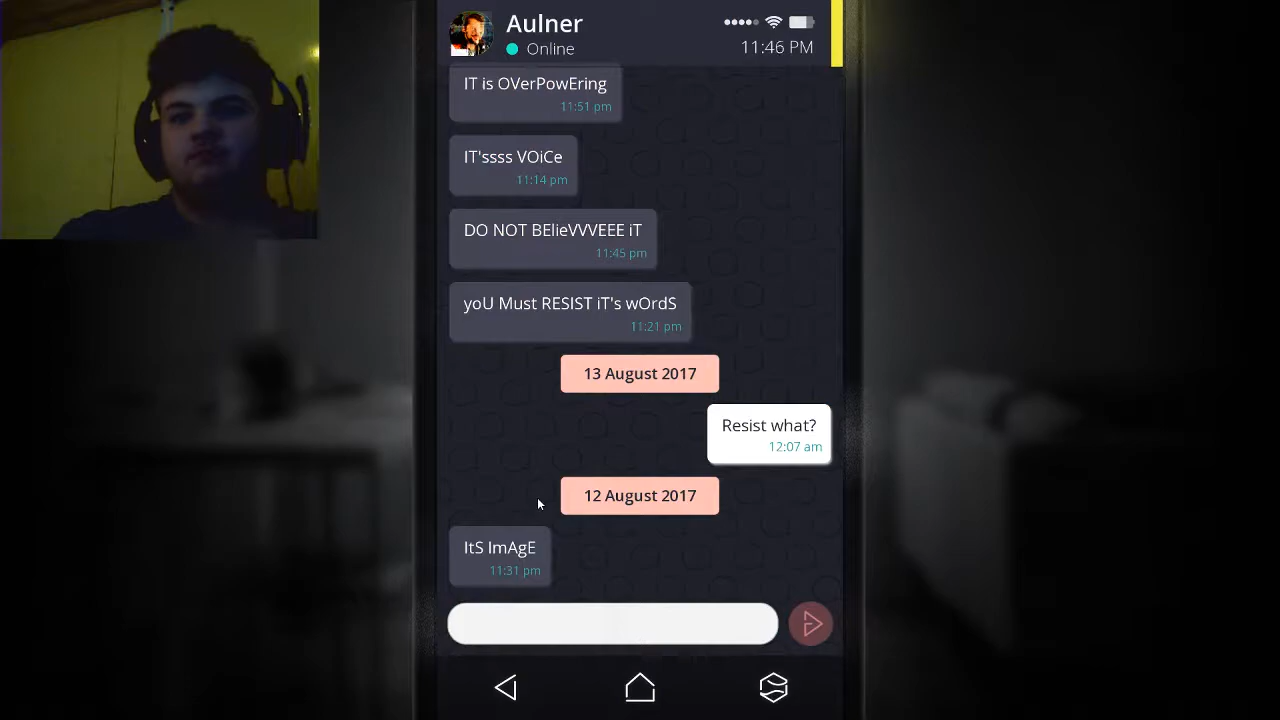 Aulner
Online
11:46 PM
IT is OVerPowEring
11:51 pm
IT'ssss VOiCe
11:14 pm
DO NOT BElieVVVEEE iT
11:45 pm
yoU Must RESIST iT's wOrdS
11:21 pm
13 August 2017
Resist what?
12:07 am
12 August 2017
ItS ImAgE
11:31 pm